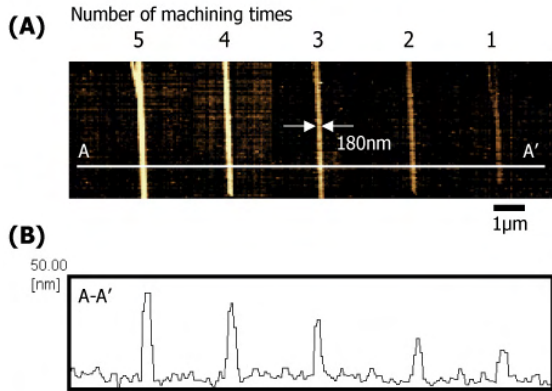 (A)
Number of machining times
5 4 3 2 1
180nm
A A′
1µm
(B)
50.00
[nm]
A-A′